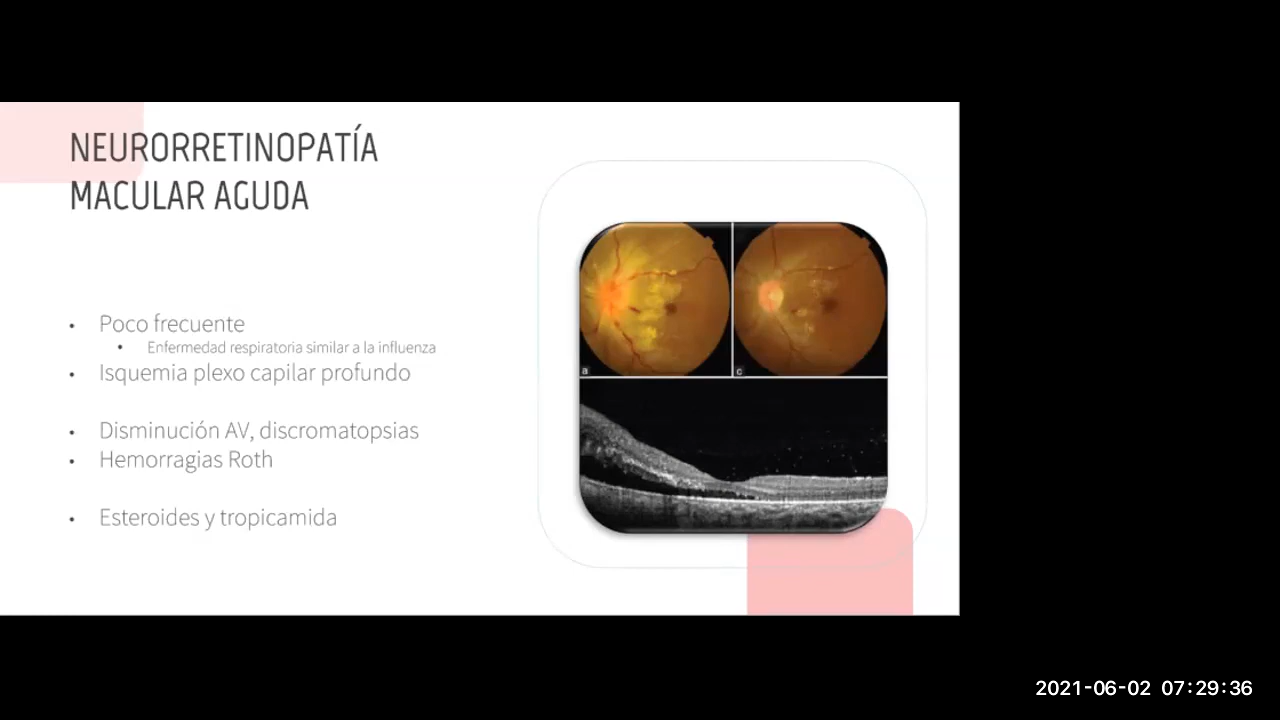 NEURORRETINOPATÍA
MACULAR AGUDA
• Poco frecuente
• Enfermedad respiratoria similar a la influenza
• Isquemia plexo capilar profundo
• Disminución AV, discromatopsias
• Hemorragias Roth
• Esteroides y tropicamida
a
c
2021-06-02 07:29:36